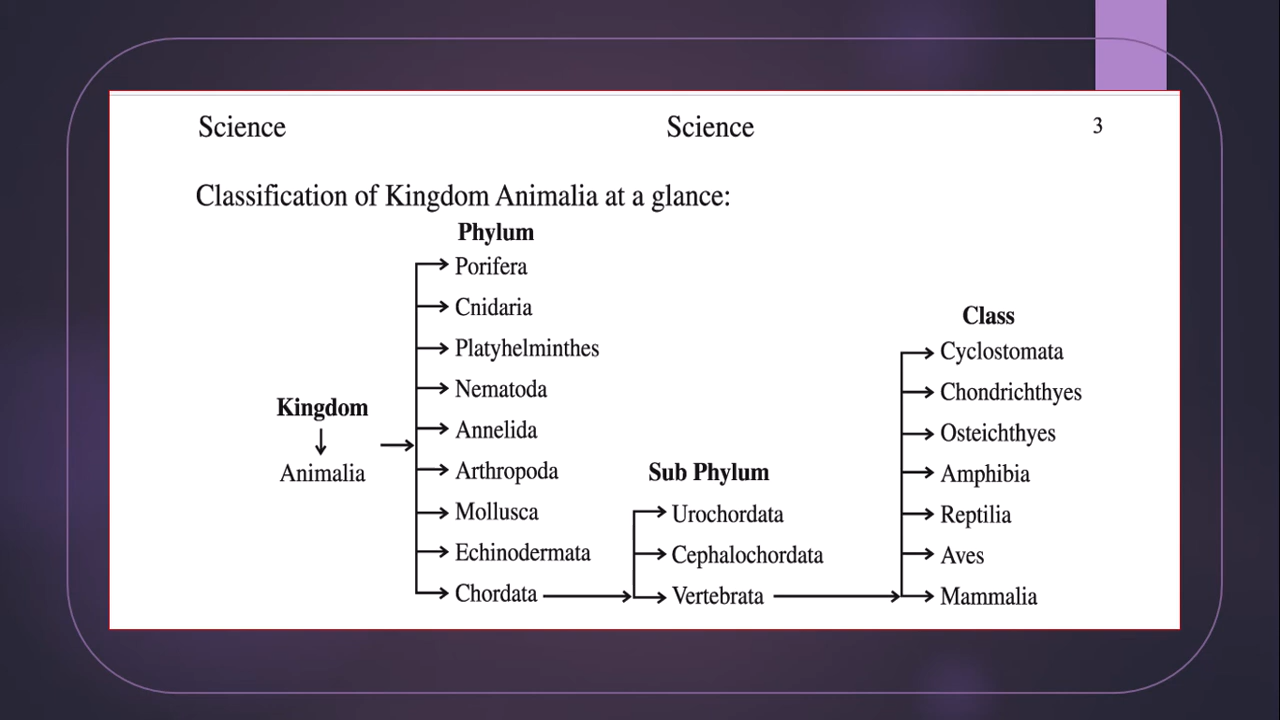 Science Science 3
Classification of Kingdom Animalia at a glance:
Phylum
Porifera
Cnidaria
Platyhelminthes
Nematoda
Annelida
Arthropoda
Mollusca
Echinodermata
Chordata
Kingdom
Animalia
Sub Phylum
Urochordata
Cephalochordata
Vertebrata
Class
Cyclostomata
Chondrichthyes
Osteichthyes
Amphibia
Reptilia
Aves
Mammalia